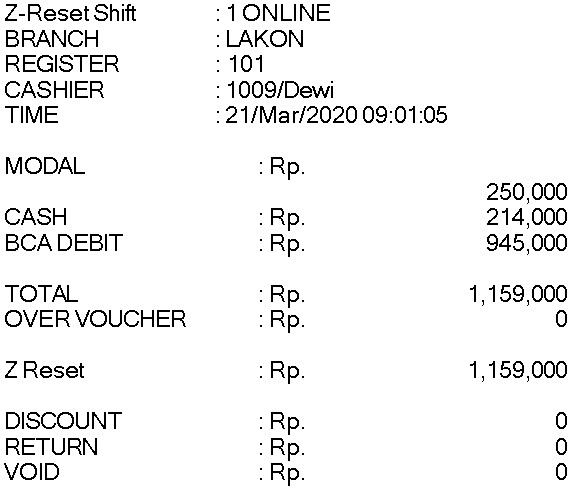 Z-Reset Shift : 1 ONLINE
BRANCH : LAKON
REGISTER : 101
CASHIER : 1009/Dewi
TIME : 21/Mar/2020 09:01:05
MODAL : Rp.
250,000
CASH : Rp. 214,000
BCA DEBIT : Rp. 945,000
TOTAL : Rp. 1,159,000
OVER VOUCHER : Rp. 0
Z Reset : Rp. 1,159,000
DISCOUNT : Rp. 0
RETURN : Rp. 0
VOID : Rp. 0